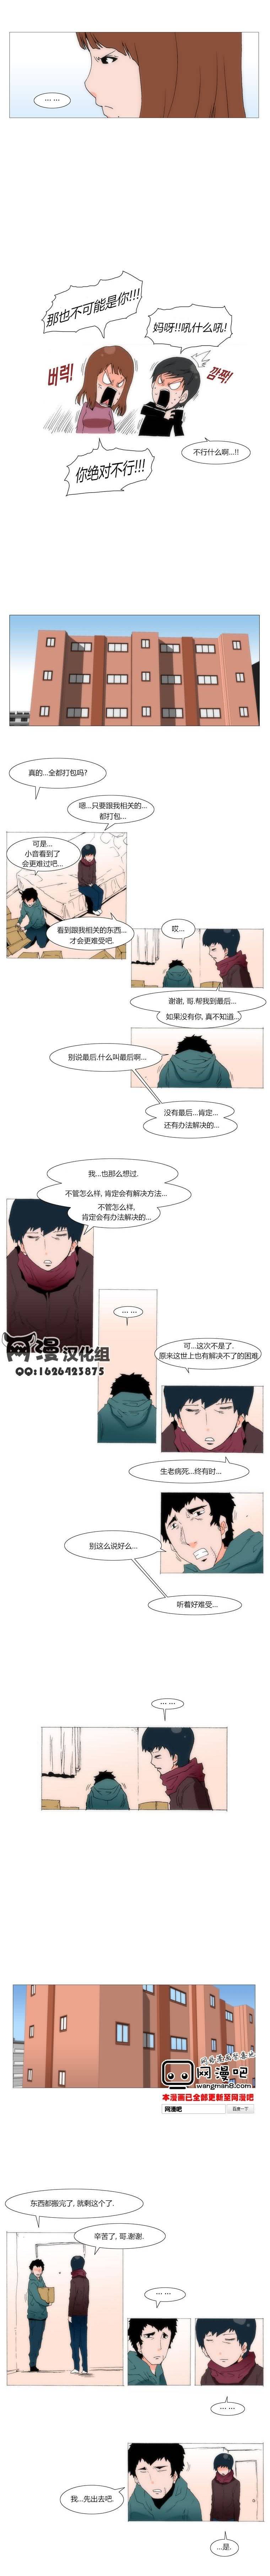 ... ...
那也不可能是你!!!
妈呀!!吼什么吼!
버럭!
깜짝!
不行什么啊...!!
你绝对不行!!!
真的...全都打包吗?
嗯...只要跟我相关的...
都打包...
可是...
小音看到了
会更难过吧...
看到跟我相关的东西...
才会更难受吧.
哎...
谢谢, 哥.帮我到最后...
如果没有你, 真不知道...
别说最后.什么叫最后啊...
没有最后...肯定...
还有办法解决的...
我...也那么想过.
不管怎么样, 肯定会有解决方法...
不管怎么样,
肯定会有办法解决的...
... ...
网漫汉化组
QQ:1626423875
可...这次不是了.
原来这世上也有解决不了的困难
生老病死...终有时...
别这么说好么...
听着好难受...
... ...
网漫吧
wangman8.com
本漫画已全部更新至网漫吧
网漫吧
百度一下
东西都搬完了, 就剩这个了.
辛苦了, 哥.谢谢.
... ...
... ...
我...先出去吧.
...是.